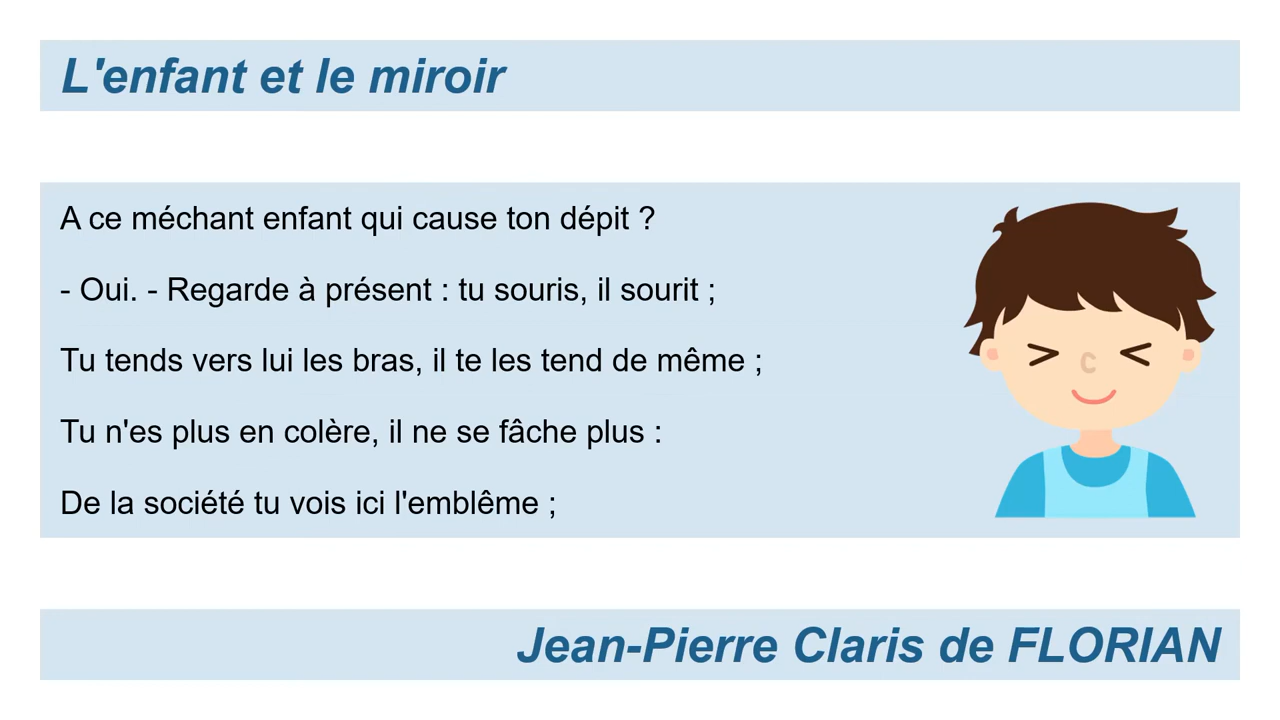 L'enfant et le miroir
A ce méchant enfant qui cause ton dépit ?
- Oui. - Regarde à présent : tu souris, il sourit ;
Tu tends vers lui les bras, il te les tend de même ;
Tu n'es plus en colère, il ne se fâche plus :
De la société tu vois ici l'emblême ;
Jean-Pierre Claris de FLORIAN